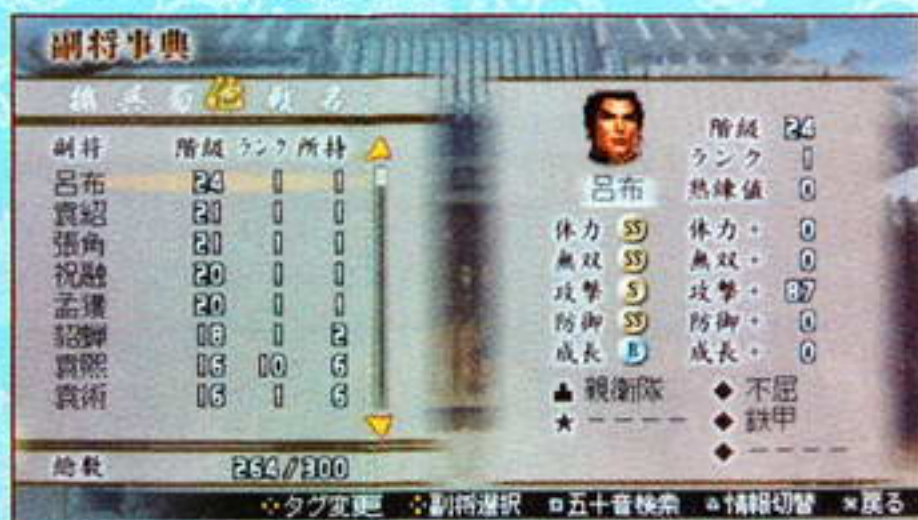 副将事典
魏 呉 蜀 他 戦 名
副将 階級 ランク 所持
呂布 24 1 1
袁紹 21 1 1
張角 21 1 1
祝融 20 1 1
孟獲 20 1 1
貂蝉 18 1 2
袁煕 16 10 6
袁術 16 1 6
総数 264/300
呂布
階級 24
ランク 1
熟練値 0
体力 SS 体力+ 0
無双 SS 無双+ 0
攻撃 S 攻撃+ 87
防御 SS 防御+ 0
成長 B 成長+ 0
♣ 親衛隊 ◆ 不屈
★ ---- ◆ 鉄甲
◆ ----
タグ変更 副将選択 □五十音検索 △情報切替 ×戻る